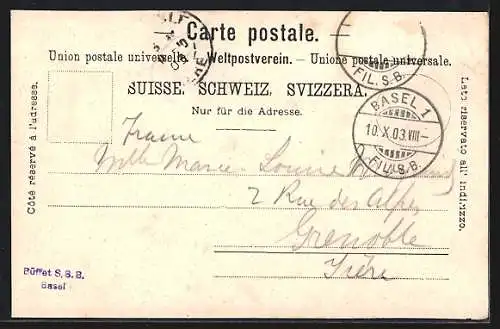 Carte postale.
Union postale universelle. – Weltpostverein. – Unione postale universale.
SUISSE. SCHWEIZ. SVIZZERA.
Nur für die Adresse.
Côté réservé à l'adresse.
Lato riservato all' indirizzo.
FIL. S.B.
BASEL 1
10.X.03.VIII–
FIL. S.B.
France
Mlle Marie-Louise
2 Rue des Alpes
Grenoble
Isère
Büffet S. S. B.
Basel